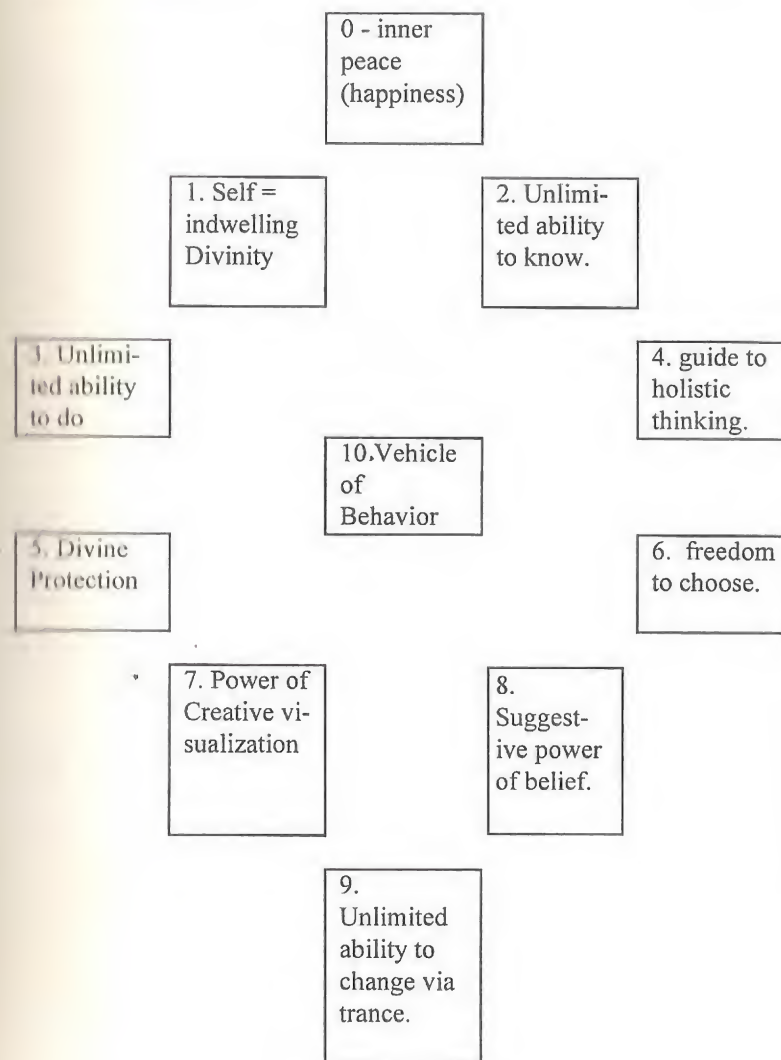 0 - inner
peace
(happiness)
1. Self =
indwelling
Divinity
2. Unlimi-
ted ability
to know.
3. Unlimi-
ted ability
to do
4. guide to
holistic
thinking.
10.Vehicle
of
Behavior
5. Divine
Protection
6. freedom
to choose.
7. Power of
Creative vi-
sualization
8.
Suggest-
ive power
of belief.
9.
Unlimited
ability to
change via
trance.